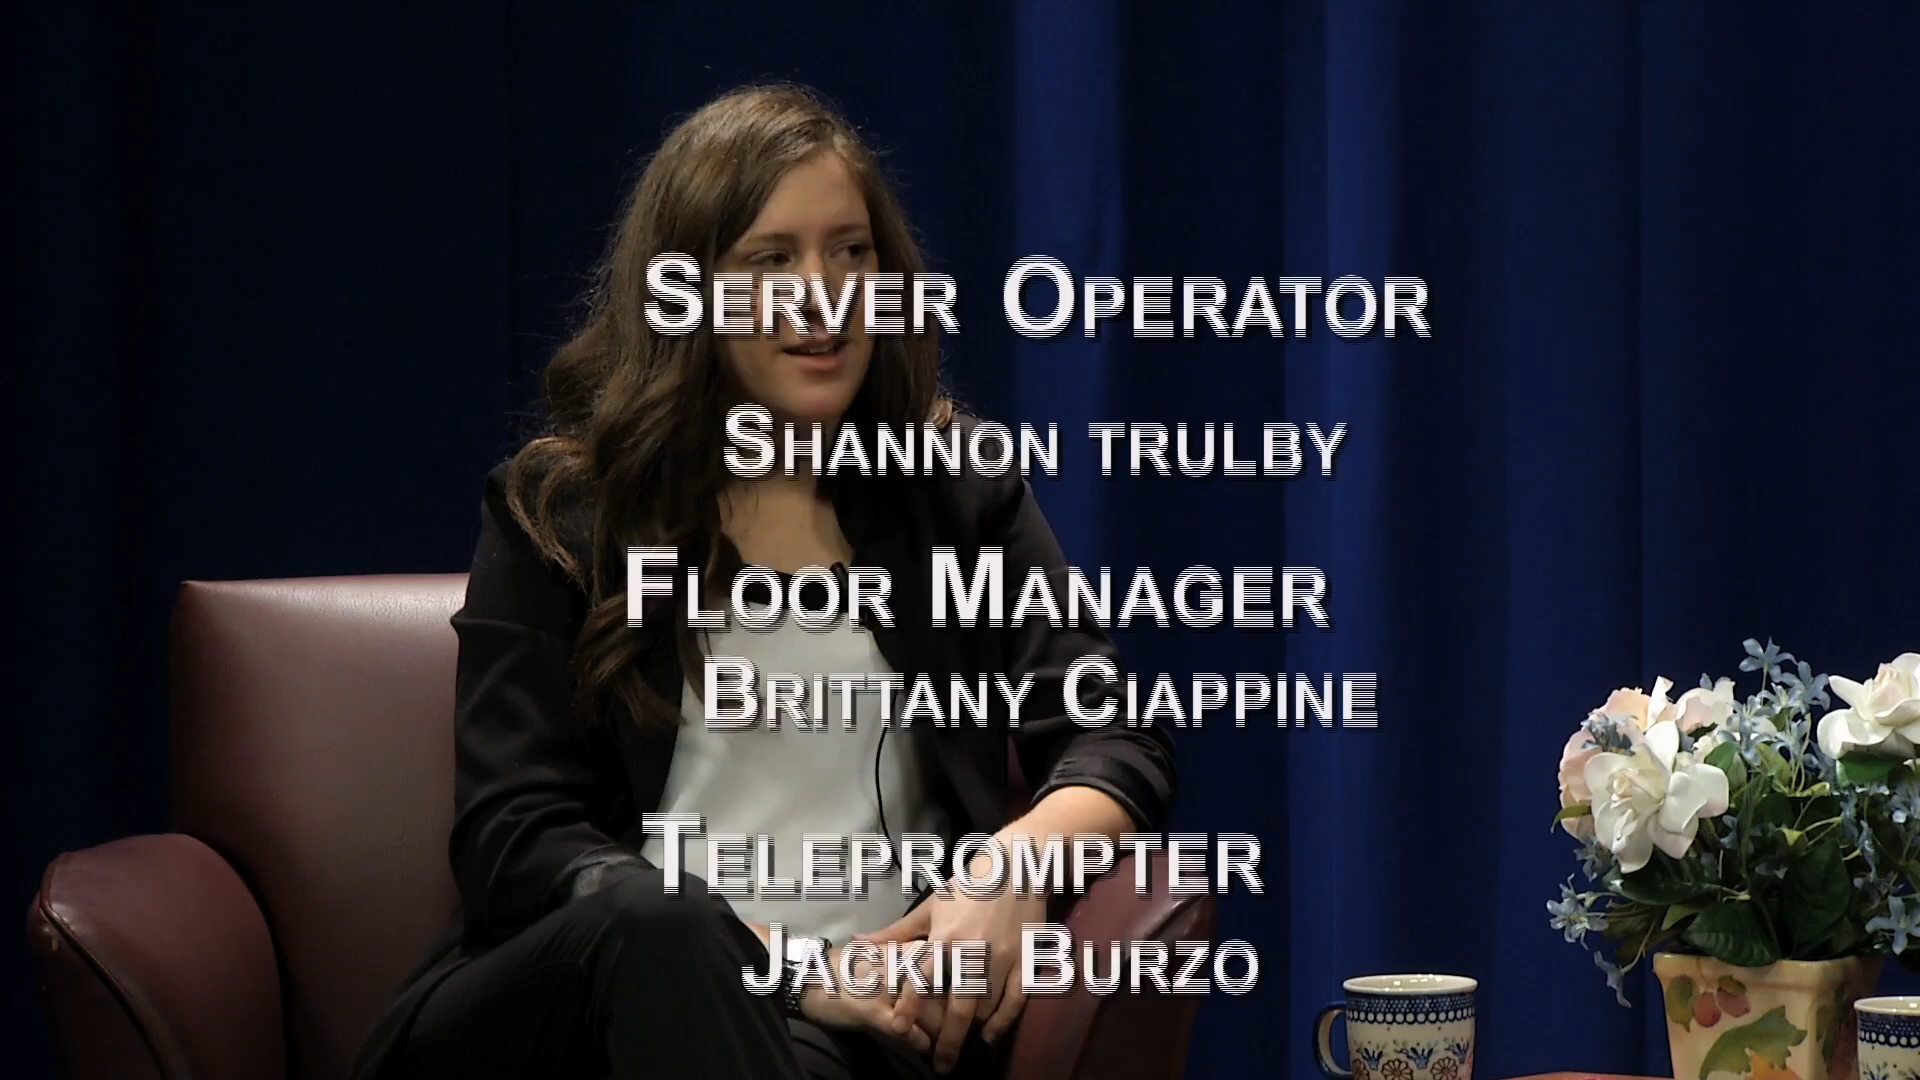 Server Operator
Shannon trulby
Floor Manager
Brittany Ciappine
Teleprompter
Jackie Burzo